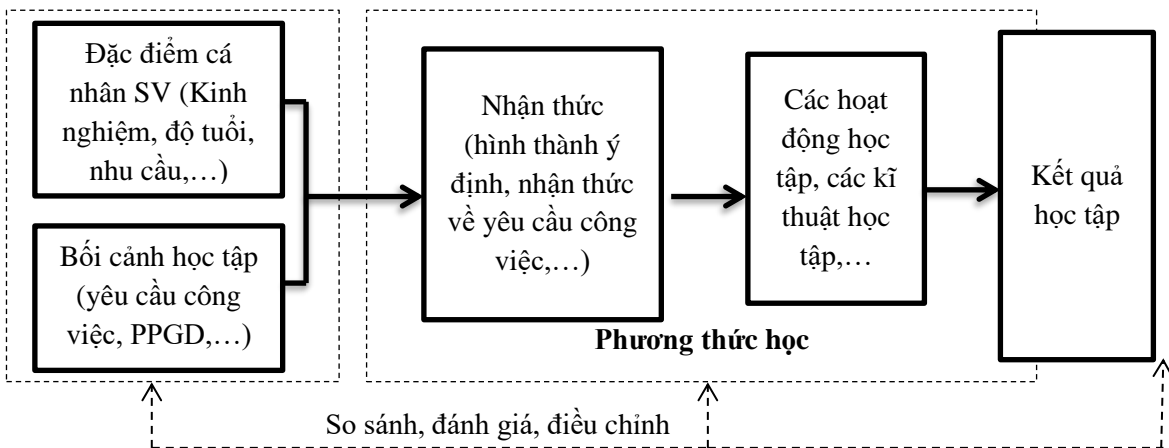 Đặc điểm cá
nhân SV (Kinh
nghiệm, độ tuổi,
nhu cầu,…)
Bối cảnh học tập
(yêu cầu công
việc, PPGD,…)
Nhận thức
(hình thành ý
định, nhận thức
về yêu cầu công
việc,…)
Các hoạt
động học
tập, các kĩ
thuật học
tập,…
Phương thức học
Kết quả
học tập
So sánh, đánh giá, điều chỉnh